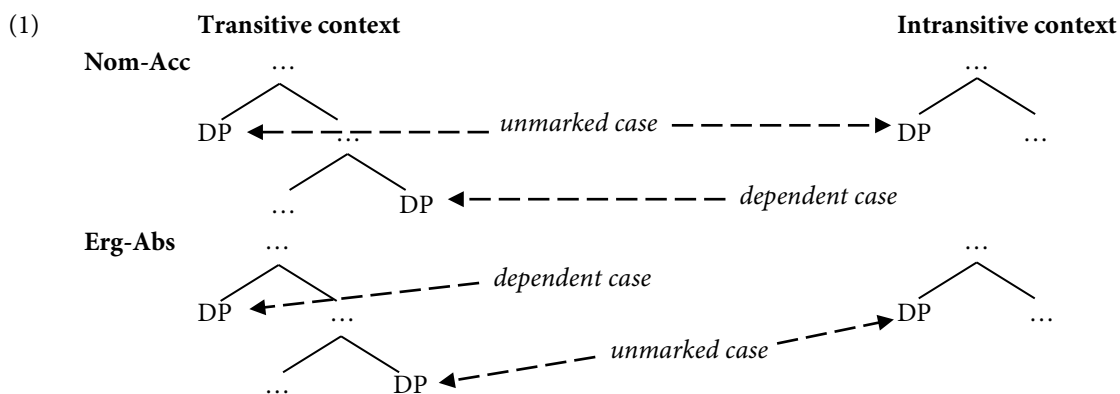 (1) Transitive context Intransitive context
Nom-Acc … …
DP … unmarked case DP …
… DP dependent case
Erg-Abs … …
dependent case
DP … DP …
unmarked case
… DP